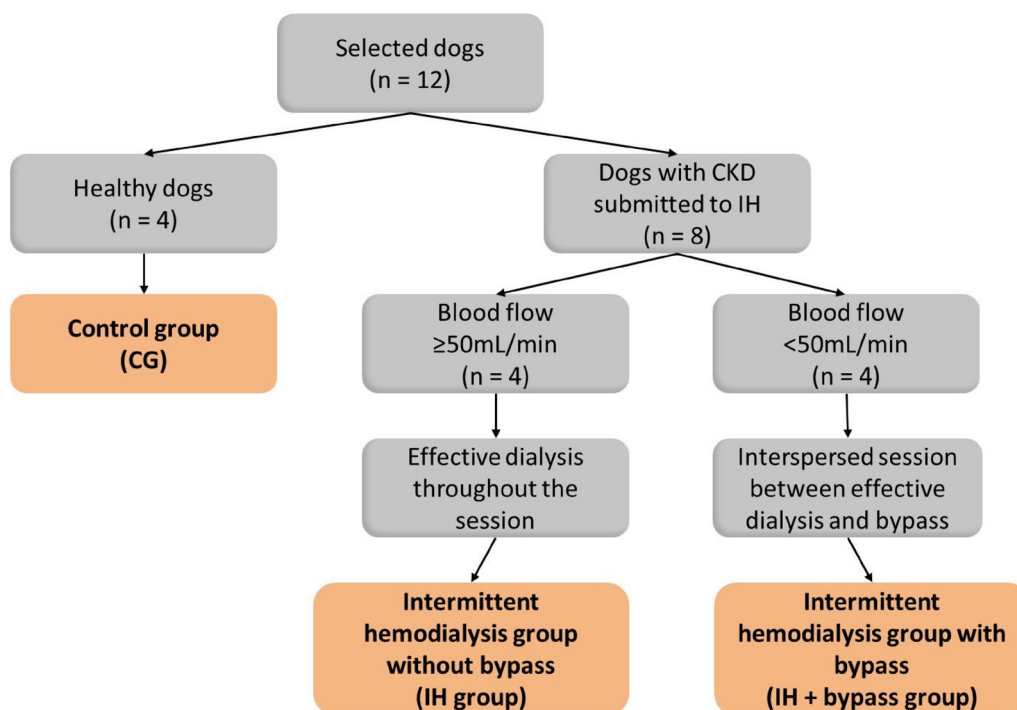 Selected dogs
(n = 12)
Healthy dogs
(n = 4)
Dogs with CKD
submitted to IH
(n = 8)
Control group
(CG)
Blood flow
≥50mL/min
(n = 4)
Blood flow
<50mL/min
(n = 4)
Effective dialysis
throughout the
session
Interspersed session
between effective
dialysis and bypass
Intermittent
hemodialysis group
without bypass
(IH group)
Intermittent
hemodialysis group with
bypass
(IH + bypass group)